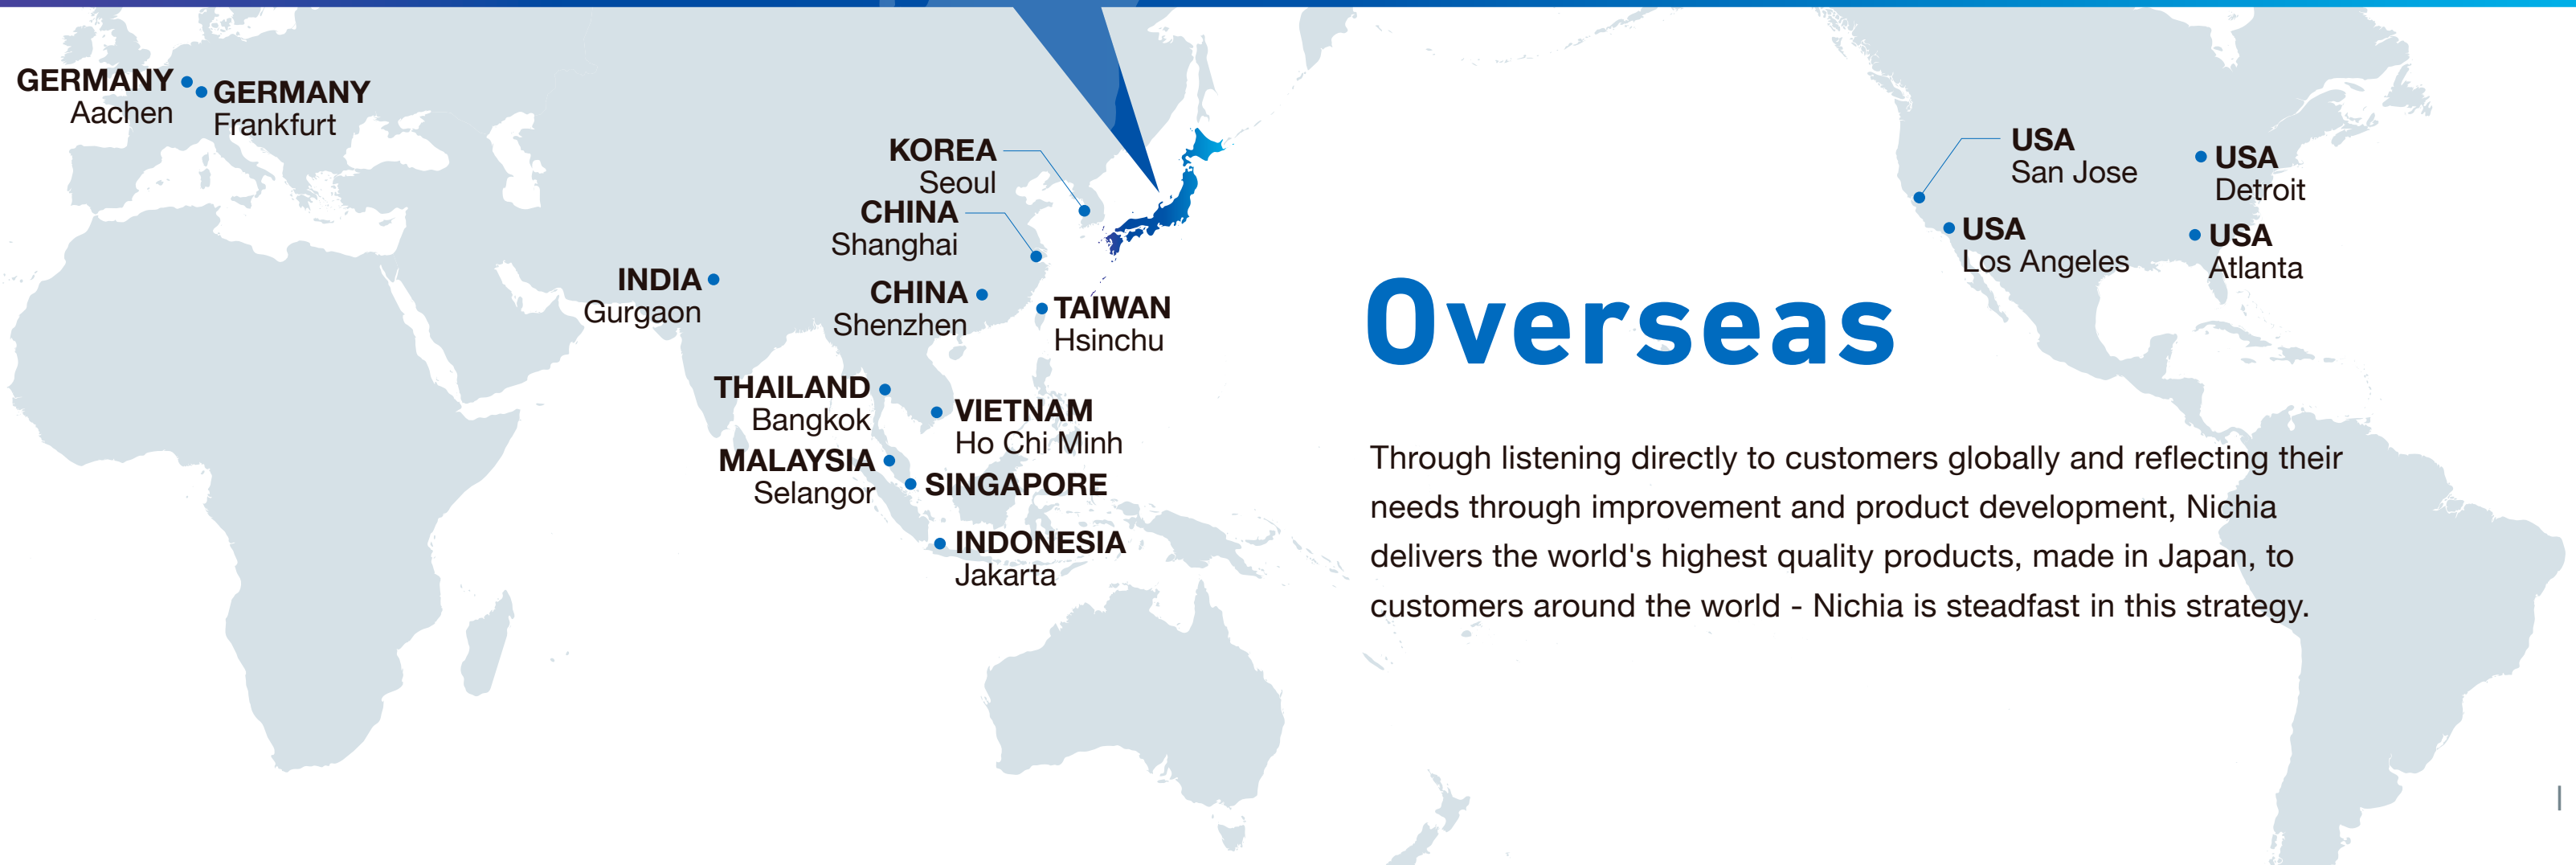 GERMANY
Aachen
GERMANY
Frankfurt
KOREA
Seoul
CHINA
Shanghai
INDIA
Gurgaon
CHINA
Shenzhen
TAIWAN
Hsinchu
THAILAND
Bangkok
VIETNAM
Ho Chi Minh
MALAYSIA
Selangor
SINGAPORE
INDONESIA
Jakarta
USA
San Jose
USA
Detroit
USA
Los Angeles
USA
Atlanta
Overseas
Through listening directly to customers globally and reflecting their
needs through improvement and product development, Nichia
delivers the world's highest quality products, made in Japan, to
customers around the world - Nichia is steadfast in this strategy.